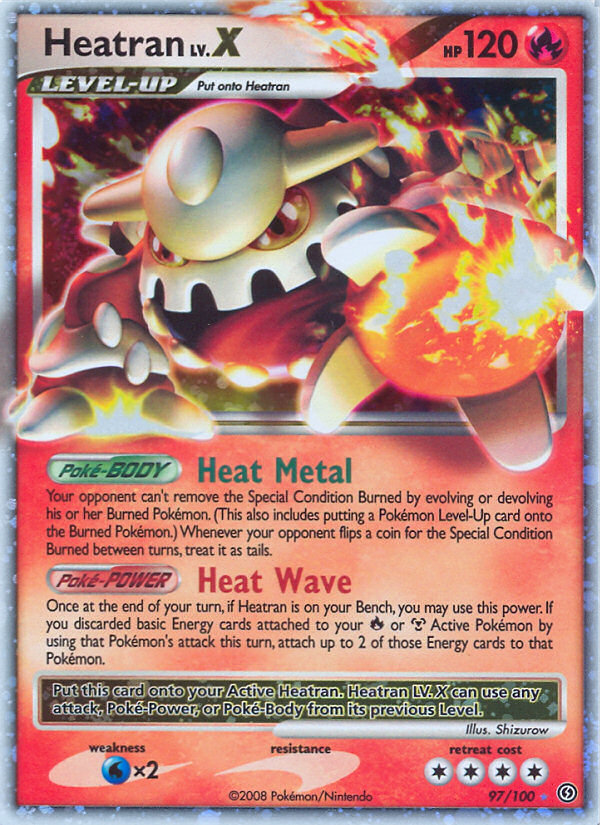 Heatran LV.X HP 120
LEVEL-UP Put onto Heatran
Poké-BODY Heat Metal
Your opponent can't remove the Special Condition Burned by evolving or devolving
his or her Burned Pokémon. (This also includes putting a Pokémon Level-Up card onto
the Burned Pokémon.) Whenever your opponent flips a coin for the Special Condition
Burned between turns, treat it as tails.
Poké-POWER Heat Wave
Once at the end of your turn, if Heatran is on your Bench, you may use this power. If
you discarded basic Energy cards attached to your or Active Pokémon by
using that Pokémon's attack this turn, attach up to 2 of those Energy cards to that
Pokémon.
Put this card onto your Active Heatran. Heatran LV.X can use any
attack, Poké-Power, or Poké-Body from its previous Level.
Illus. Shizurow
weakness resistance retreat cost
×2
©2008 Pokémon/Nintendo 97/100